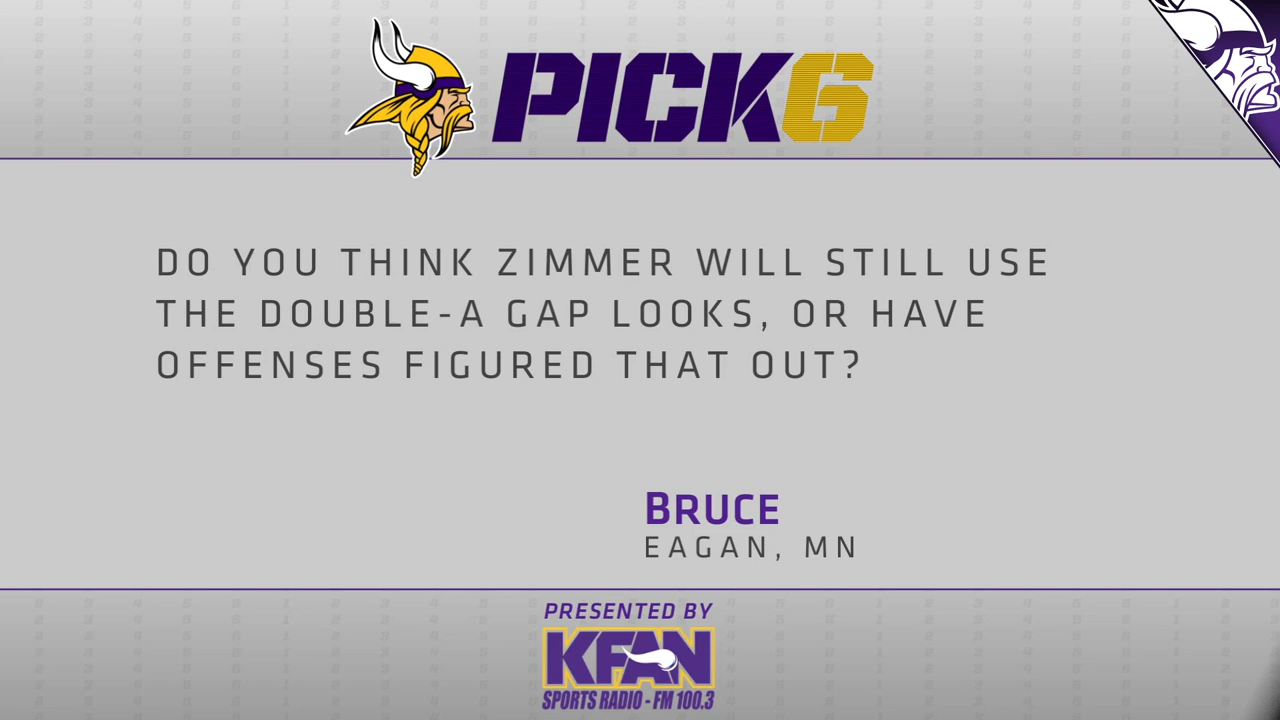 PICK6
DO YOU THINK ZIMMER WILL STILL USE
THE DOUBLE-A GAP LOOKS, OR HAVE
OFFENSES FIGURED THAT OUT?
BRUCE
EAGAN, MN
PRESENTED BY
KFAN
SPORTS RADIO - FM 100.3